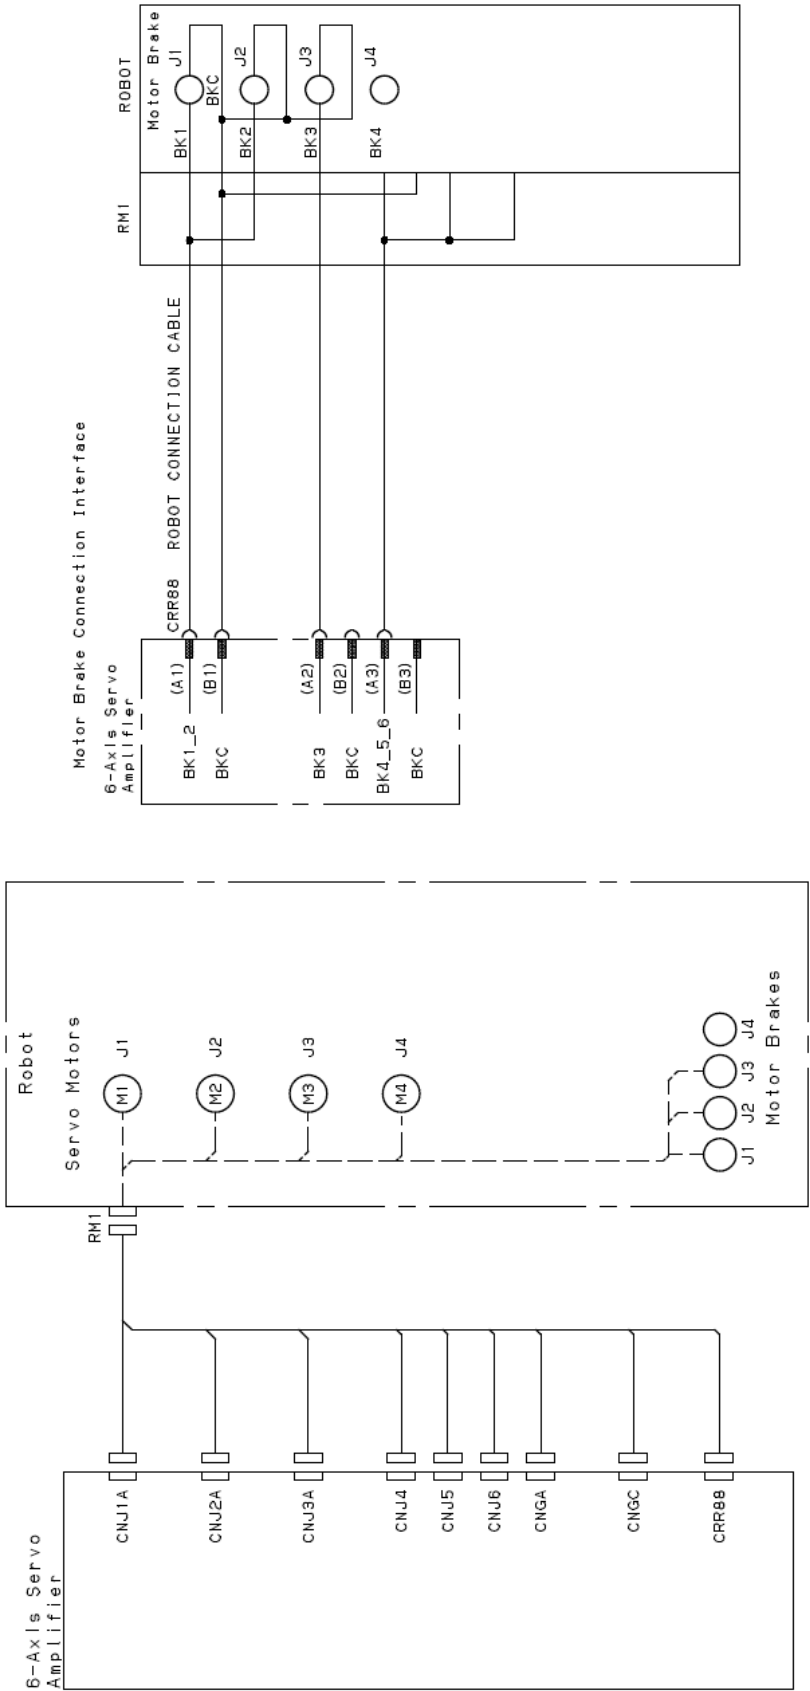 Motor Brake Connection Interface
6-Axis Servo
Amplifier
CRR88
ROBOT CONNECTION CABLE
RM1
ROBOT
Motor Brake
BK1_2
(A1)
BK1
J1
BKC
(B1)
BKC
BK2
J2
BK3
(A2)
BK3
J3
BKC
(B2)
BK4_5_6
(A3)
BK4
J4
BKC
(B3)
6-Axis Servo
Amplifier
Robot
RM1
Servo Motors
CNJ1A
M1
J1
CNJ2A
M2
J2
CNJ3A
M3
J3
CNJ4
M4
J4
CNJ5
CNJ6
CNGA
CNGC
CRR88
J1
J2
J3
J4
Motor Brakes